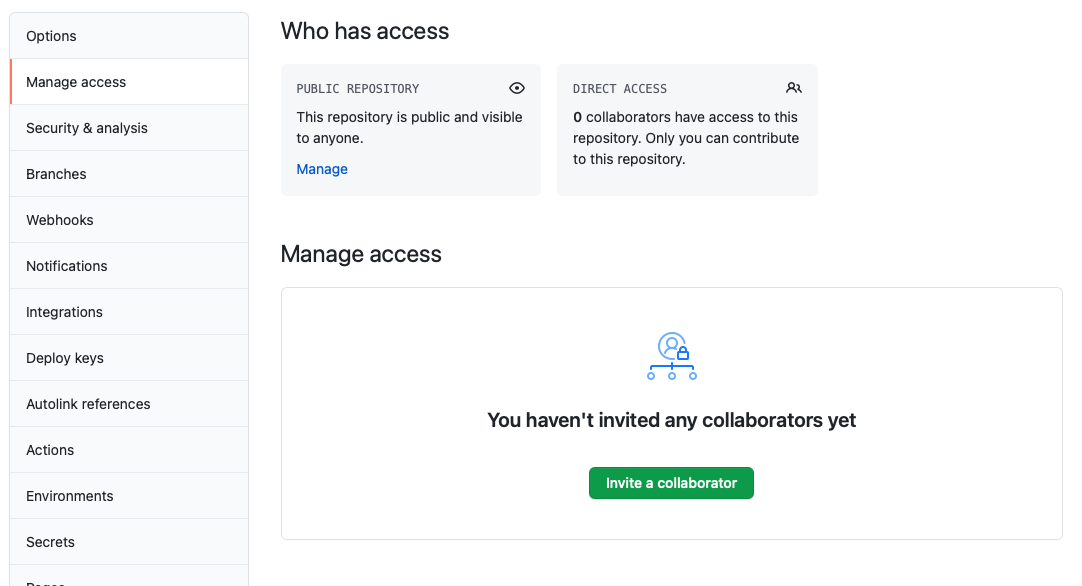 Options
Manage access
Security & analysis
Branches
Webhooks
Notifications
Integrations
Deploy keys
Autolink references
Actions
Environments
Secrets
Who has access
PUBLIC REPOSITORY
This repository is public and visible
to anyone.
Manage
DIRECT ACCESS
0 collaborators have access to this
repository. Only you can contribute
to this repository.
Manage access
You haven't invited any collaborators yet
Invite a collaborator